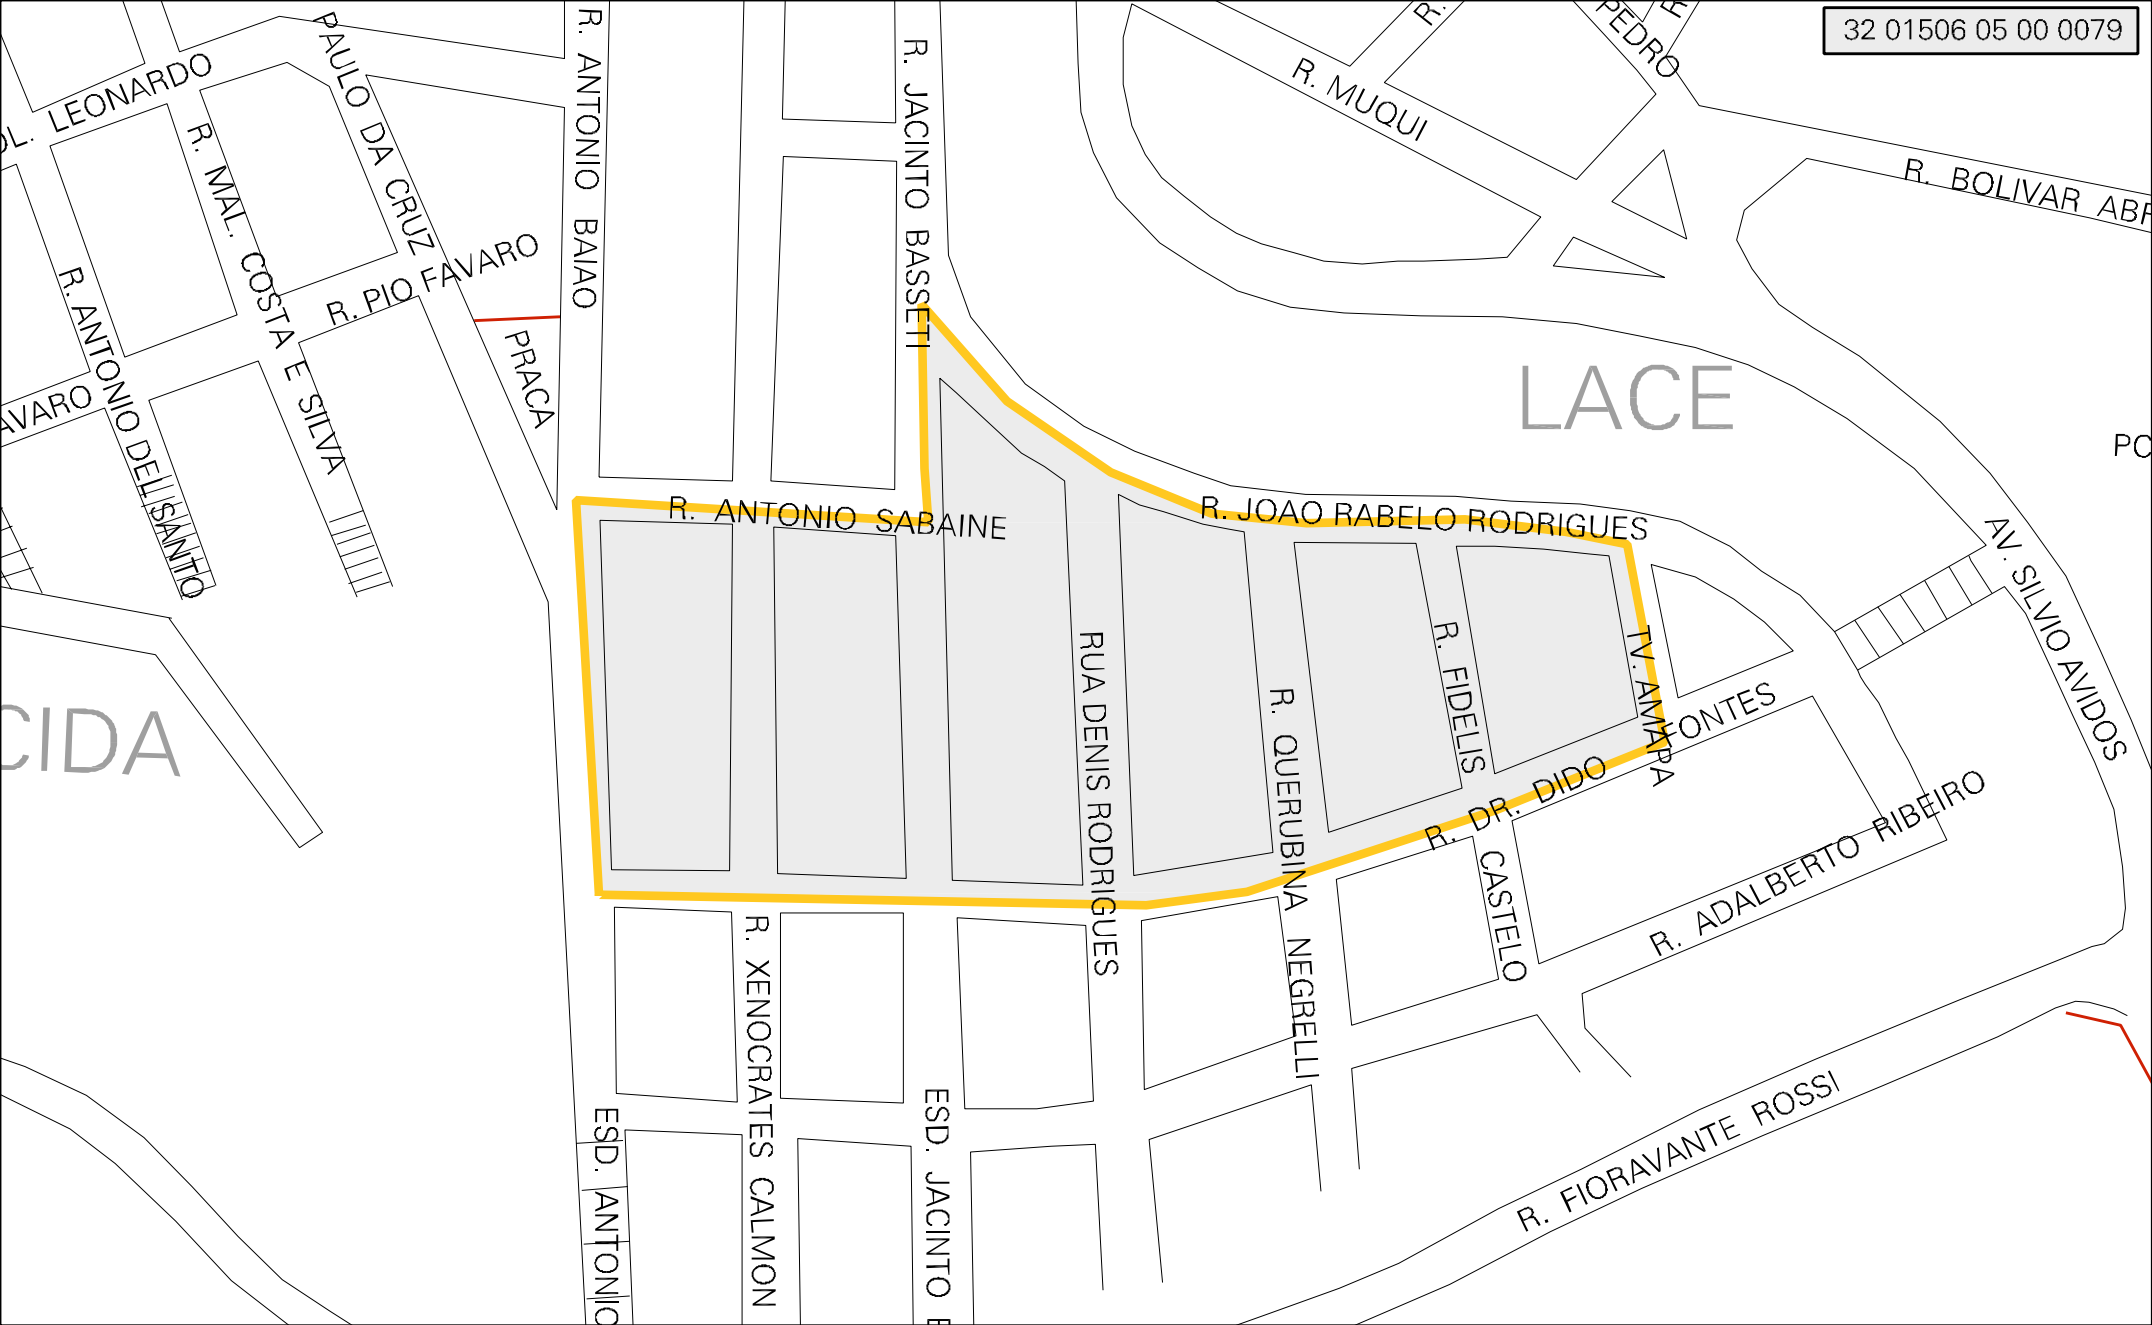 32 01506 05 00 0079
R. ANTONIO BAIAO
R. JACINTO BASSETI
PAULO DA CRUZ
LEONARDO
R. MAL. COSTA E SILVA
R. PIO FAVARO
R. ANTONIO DEL SANTO
AVARO
PRACA
R.
R. MUQUI
PEDRO
R. BOLIVAR ABR
LACE
PO
R. ANTONIO SABAINE
R. JOAO RABELO RODRIGUES
AV. SILVIO AVIDOS
RUA DENIS RODRIGUES
R. QUERUBINA NEGRELLI
R. FIDELIS CASTELO
TV. AMAPA
R. DR. DIDO FONTES
R. ADALBERTO RIBEIRO
CIDA
R. XENOCRATES CALMON
ESD. ANTONIO
ESD. JACINTO
R. FIORAVANTE ROSSI